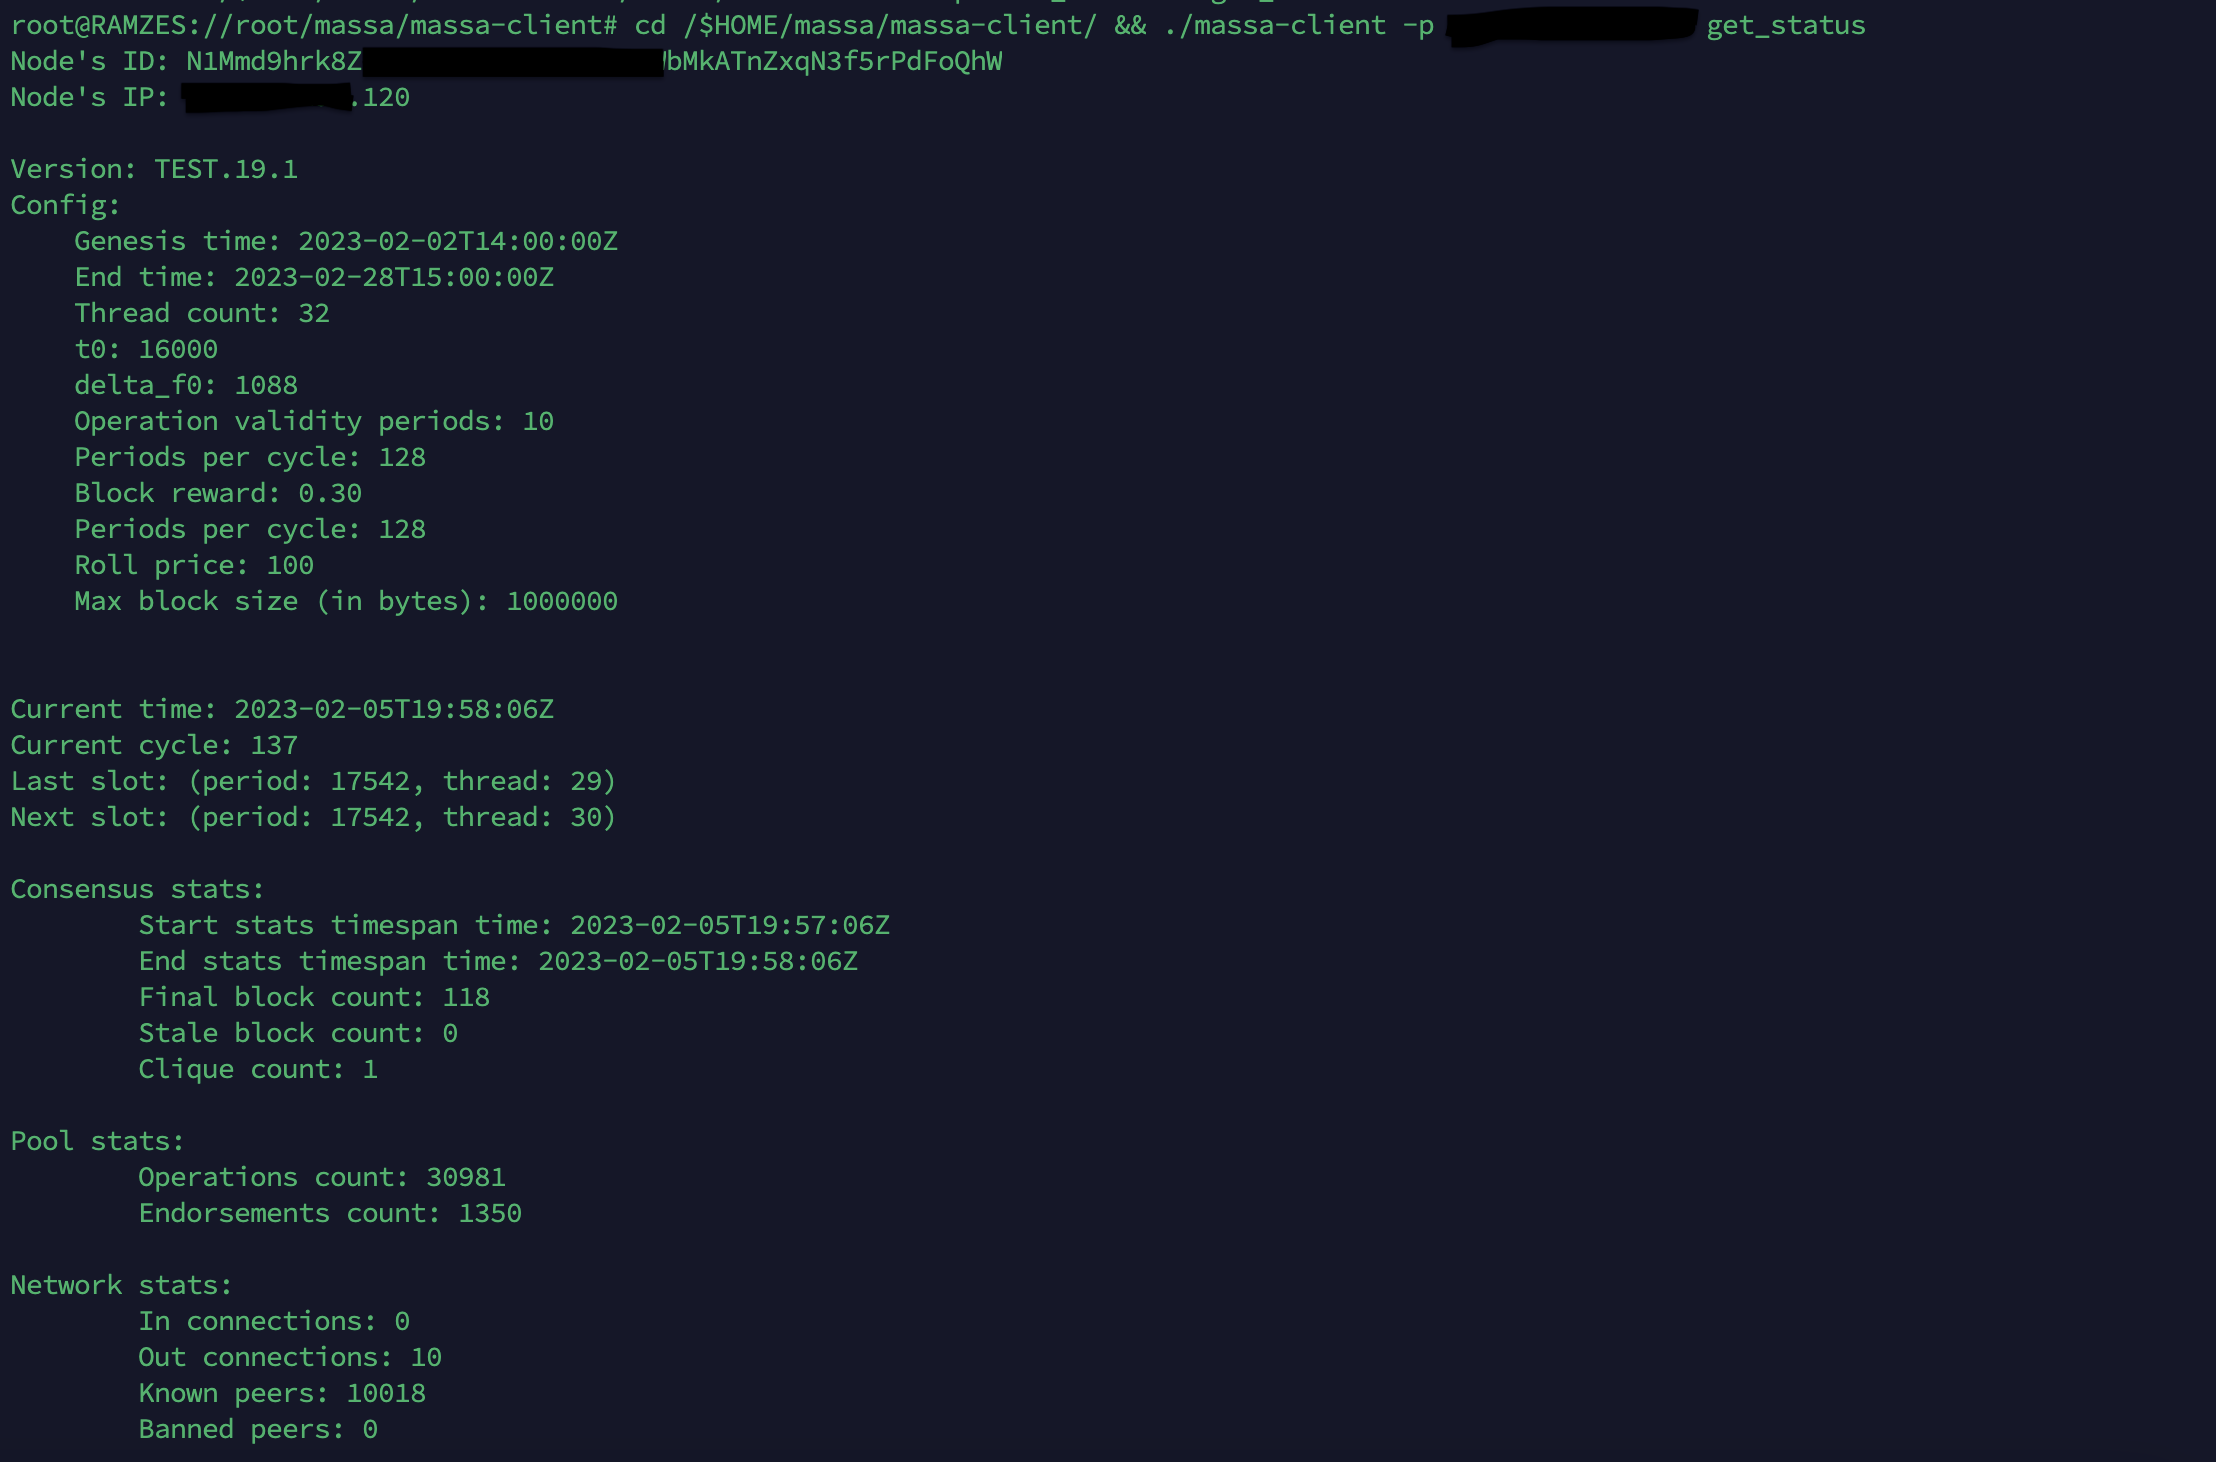 root@RAMZES://root/massa/massa-client# cd /$HOME/massa/massa-client/ && ./massa-client -p get_status
Node's ID: N1Mmd9hrk8Z bMkATnZxqN3f5rPdFoQhW
Node's IP: .120
Version: TEST.19.1
Config:
Genesis time: 2023-02-02T14:00:00Z
End time: 2023-02-28T15:00:00Z
Thread count: 32
t0: 16000
delta_f0: 1088
Operation validity periods: 10
Periods per cycle: 128
Block reward: 0.30
Periods per cycle: 128
Roll price: 100
Max block size (in bytes): 1000000
Current time: 2023-02-05T19:58:06Z
Current cycle: 137
Last slot: (period: 17542, thread: 29)
Next slot: (period: 17542, thread: 30)
Consensus stats:
Start stats timespan time: 2023-02-05T19:57:06Z
End stats timespan time: 2023-02-05T19:58:06Z
Final block count: 118
Stale block count: 0
Clique count: 1
Pool stats:
Operations count: 30981
Endorsements count: 1350
Network stats:
In connections: 0
Out connections: 10
Known peers: 10018
Banned peers: 0